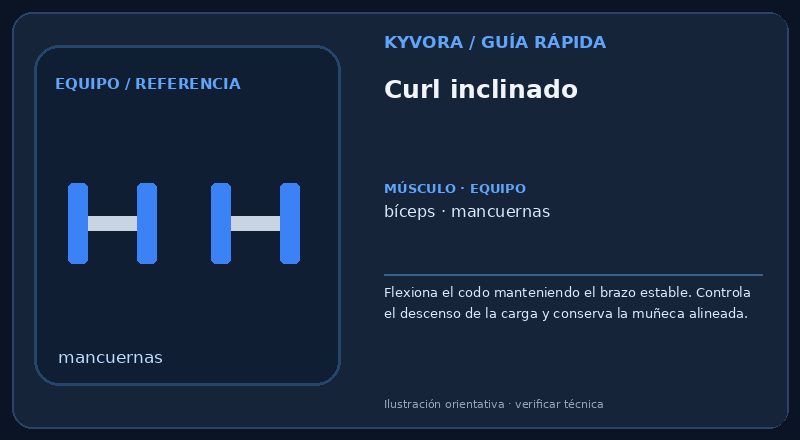 EQUIPO / REFERENCIA
mancuernas
KYVORA / GUÍA RÁPIDA
Curl inclinado
MÚSCULO · EQUIPO
bíceps · mancuernas
Flexiona el codo manteniendo el brazo estable. Controla
el descenso de la carga y conserva la muñeca alineada.
Ilustración orientativa · verificar técnica